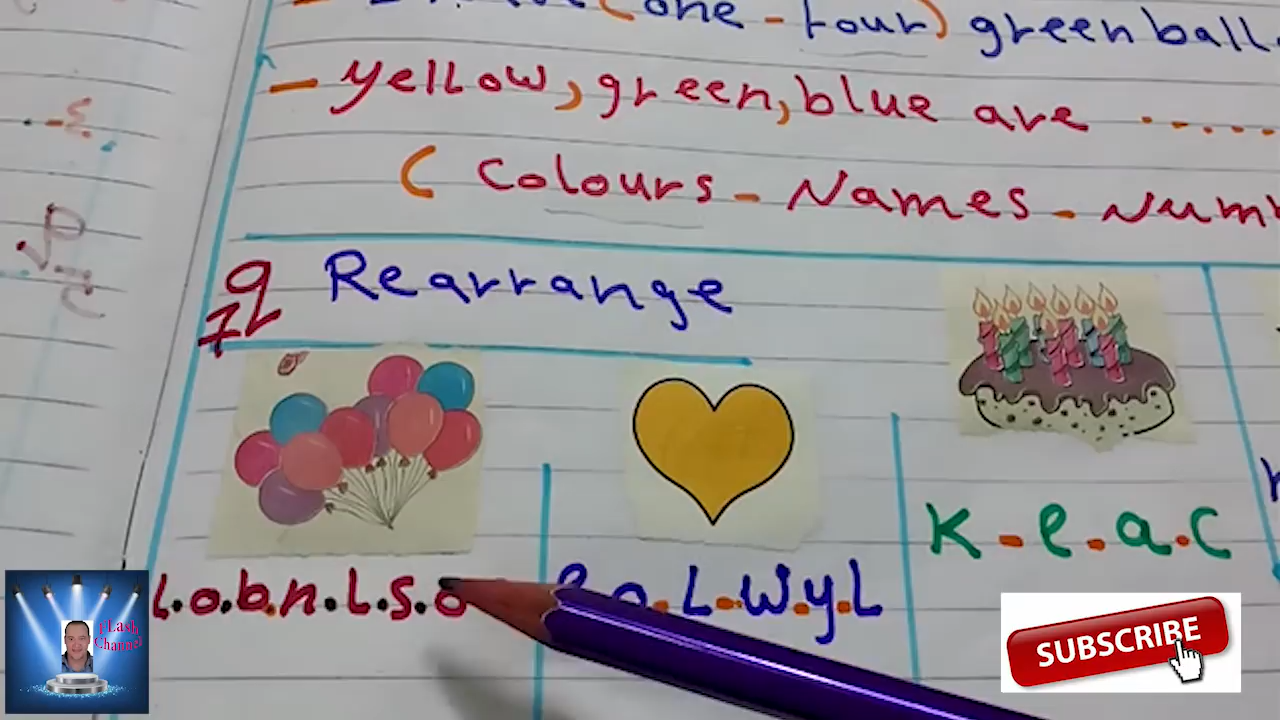 (one - four) green ball
- yellow, green, blue are ......
( Colours - Names - Num
Rearrange
l.o.b.n.l.s.o
e.o.L.w.y.L
K.e.a.c
FLash
Channel
SUBSCRIBE